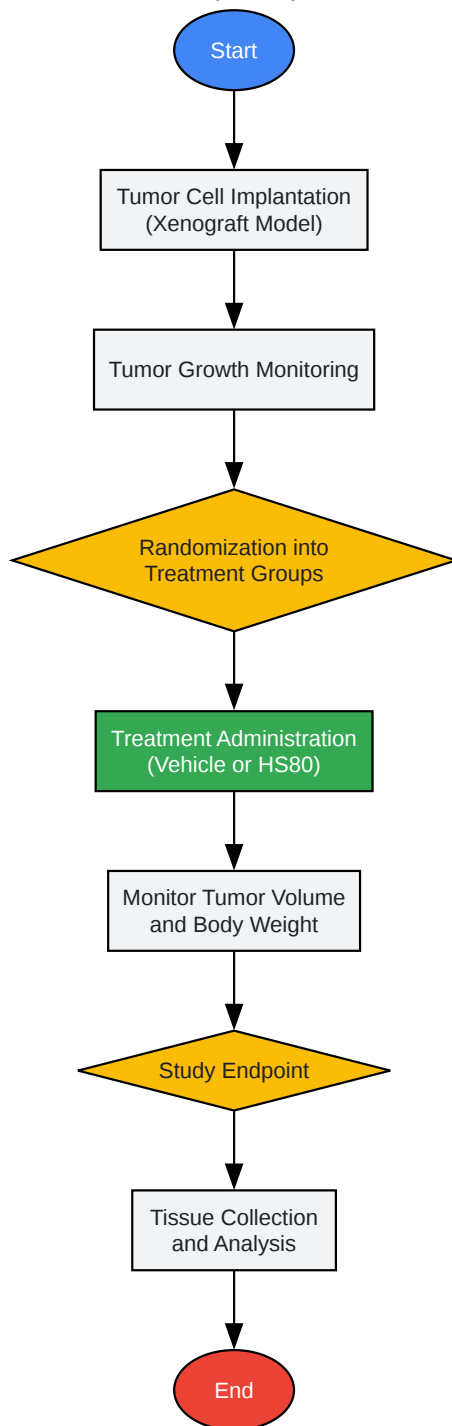 Start
Tumor Cell Implantation
(Xenograft Model)
Tumor Growth Monitoring
Randomization into
Treatment Groups
Treatment Administration
(Vehicle or HS80)
Monitor Tumor Volume
and Body Weight
Study Endpoint
Tissue Collection
and Analysis
End